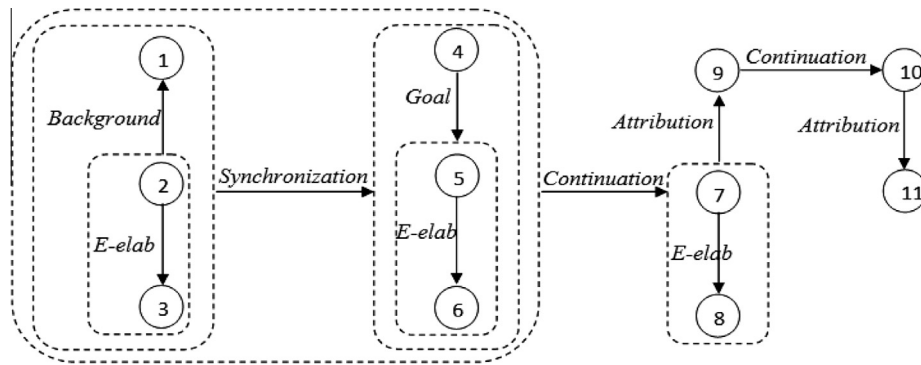 1
4
9
Continuation
10
Background
Goal
Attribution
Attribution
2
Synchronization
5
Continuation
7
11
E-elab
E-elab
E-elab
3
6
8